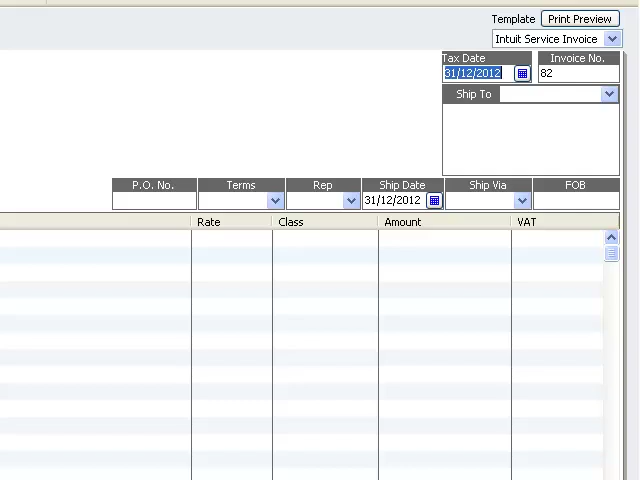 Template Print Preview
Intuit Service Invoice
Tax Date Invoice No.
31/12/2012 82
Ship To
P.O. No. Terms Rep Ship Date Ship Via FOB
31/12/2012
Rate Class Amount VAT